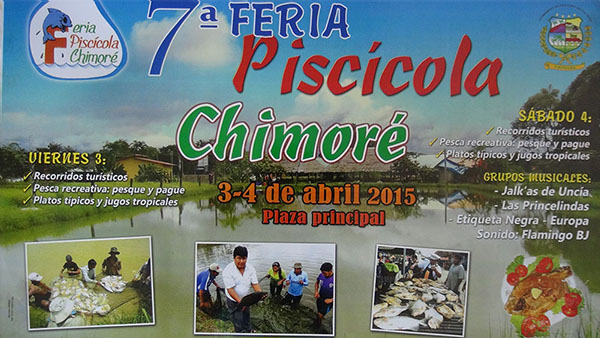 Feria
Piscícola
Chimoré
7ª FERIA
Piscícola
Chimoré
3-4 de abril 2015
Plaza principal
VIERNES 3:
✓ Recorridos turísticos
✓ Pesca recreativa: pesque y pague
✓ Platos típicos y jugos tropicales
SÁBADO 4:
✓ Recorridos turísticos
✓ Pesca recreativa: pesque y pague
✓ Platos típicos y jugos tropicales
GRUPOS MUSICALES:
- Jalk'as de Uncía.
- Las Princelindas
- Etiqueta Negra - Europa
Sonido: Flamingo BJ